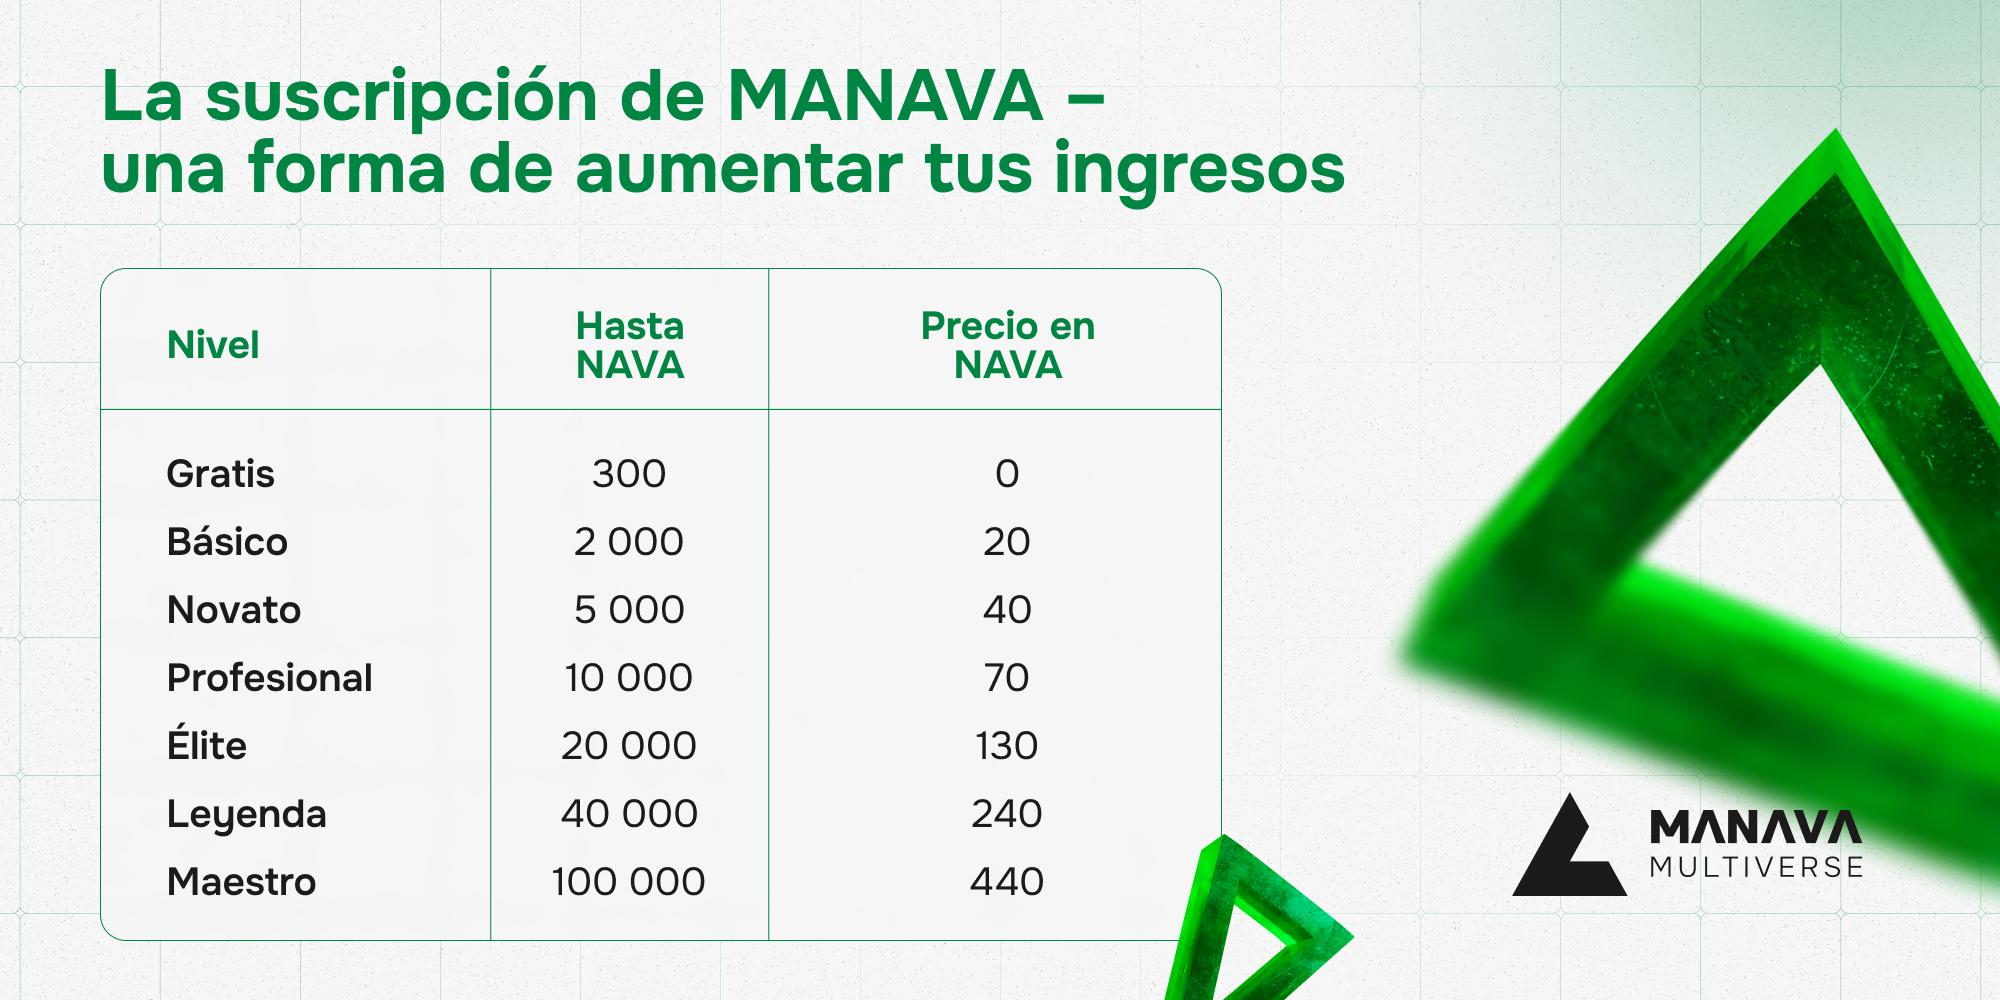 La suscripción de MANAVA –
una forma de aumentar tus ingresos
Nivel
Hasta
NAVA
Precio en
NAVA
Gratis 300 0
Básico 2 000 20
Novato 5 000 40
Profesional 10 000 70
Élite 20 000 130
Leyenda 40 000 240
Maestro 100 000 440
MANAVA
MULTIVERSE